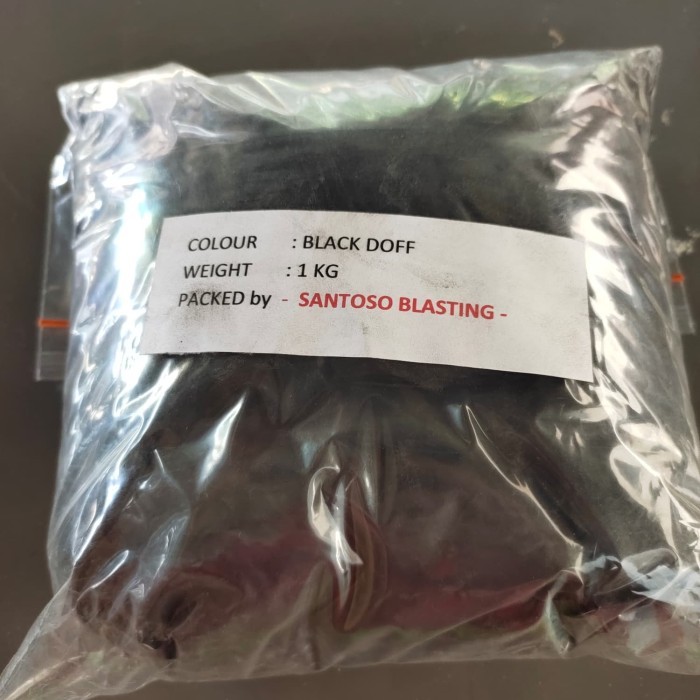 COLOUR : BLACK DOFF
WEIGHT : 1 KG
PACKED by - SANTOSO BLASTING -